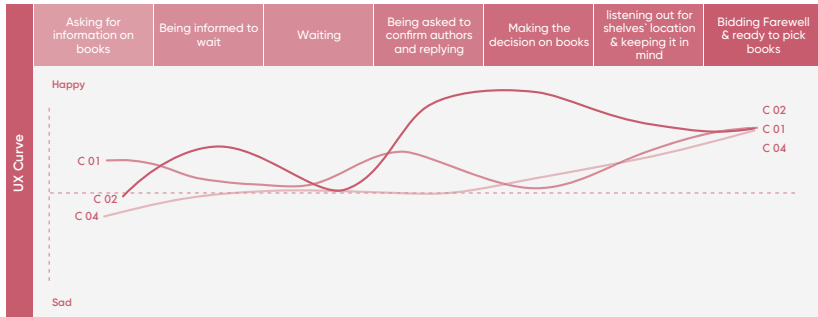 Asking for
information on
books
Being informed to
wait
Waiting
Being asked to
confirm authors
and replying
Making the
decision on books
listening out for
shelves` location
& keeping it in
mind
Bidding Farewell
& ready to pick
books
UX Curve
Happy
C 01
C 02
C 04
C 02
C 01
C 04
Sad